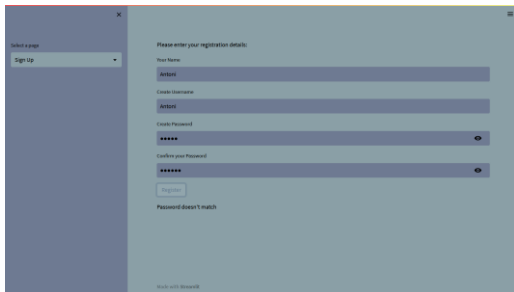 Select a page
Sign Up
Please enter your registration details:
Your Name
Antoni
Create Username
Antoni
Create Password
Confirm your Password
Register
Password doesn't match
Made with Streamlit